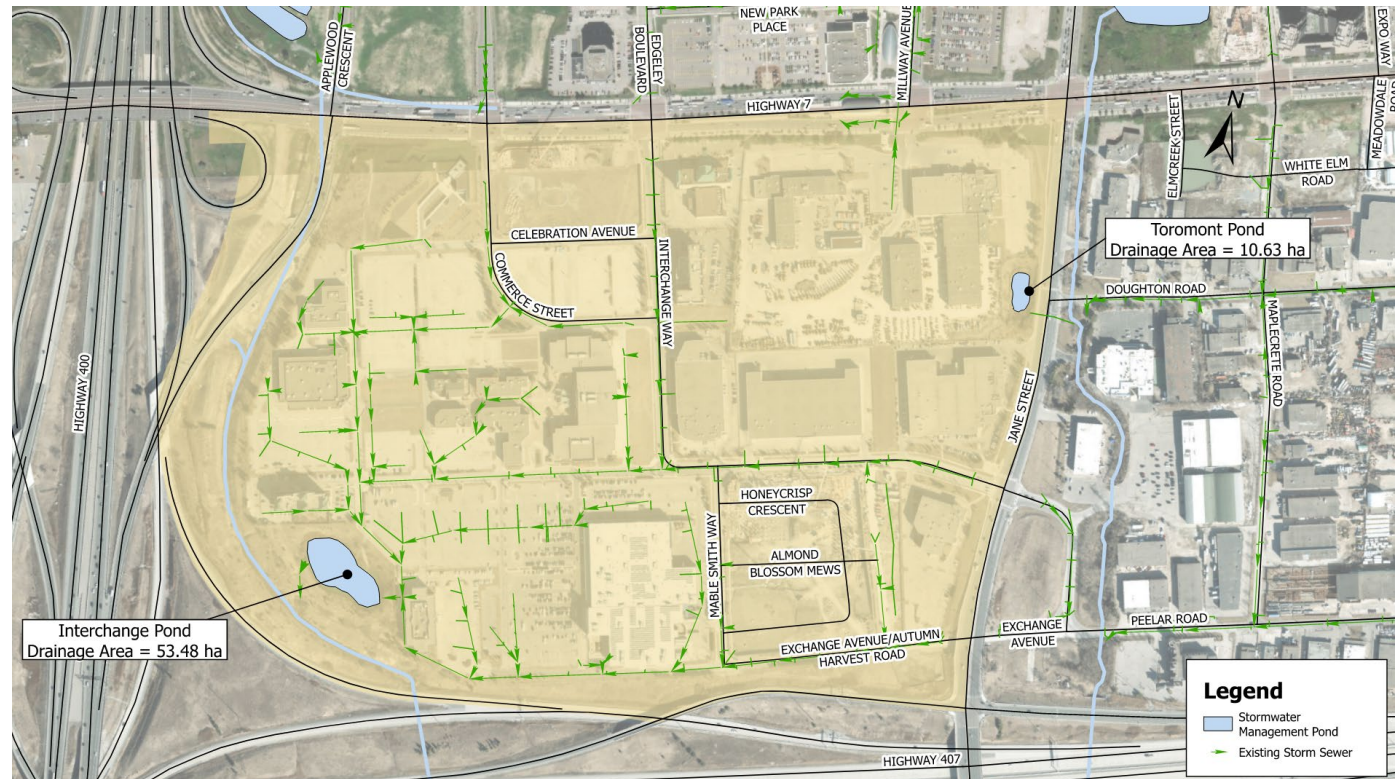 NEW PARK
PLACE
APPLEWOOD
CRESCENT
EDGELEY
BOULEVARD
MILLWAY AVENUE
EXPO WAY
HIGHWAY 7
MEADOWDALE
ROAD
ELMCREEK STREET
N
WHITE ELM
ROAD
CELEBRATION AVENUE
COMMERCE STREET
INTERCHANGE WAY
Toromont Pond
Drainage Area = 10.63 ha
DOUGHTON ROAD
MAPLECRETE ROAD
HIGHWAY 400
JANE STREET
HONEYCRISP
CRESCENT
MABLE SMITH WAY
ALMOND
BLOSSOM MEWS
Interchange Pond
Drainage Area = 53.48 ha
EXCHANGE AVENUE/AUTUMN
HARVEST ROAD
EXCHANGE
AVENUE
PEELAR ROAD
HIGHWAY 407
Legend
Stormwater
Management Pond
Existing Storm Sewer